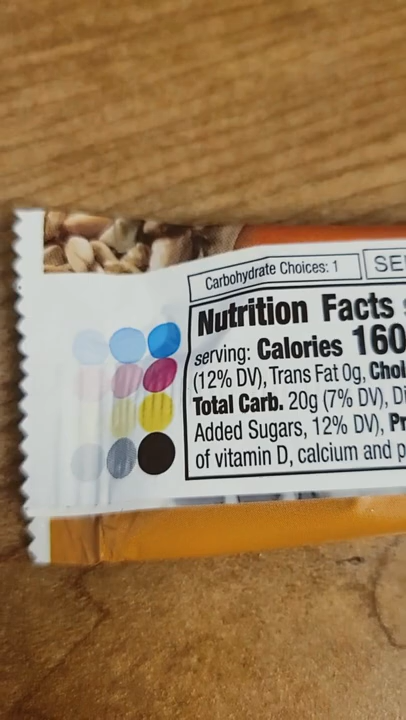 Carbohydrate Choices: 1
SE
Nutrition Facts
serving: Calories 160
(12% DV), Trans Fat 0g, Chol
Total Carb. 20g (7% DV), Di
Added Sugars, 12% DV), Pr
of vitamin D, calcium and p